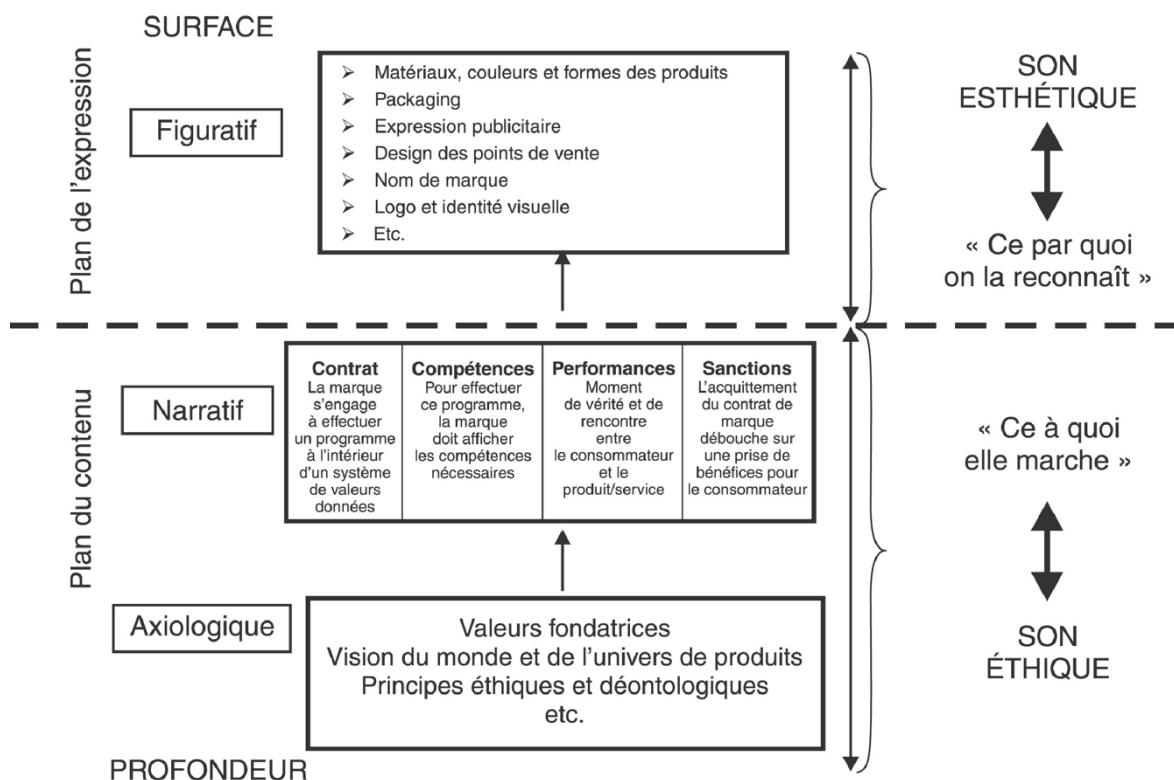 SURFACE
Plan de l'expression
Figuratif
➢ Matériaux, couleurs et formes des produits
➢ Packaging
➢ Expression publicitaire
➢ Design des points de vente
➢ Nom de marque
➢ Logo et identité visuelle
➢ Etc.
SON
ESTHÉTIQUE
« Ce par quoi
on la reconnaît »
Plan du contenu
Narratif
Contrat
La marque
s'engage
à effectuer
un programme
à l'intérieur
d'un système
de valeurs
données
Compétences
Pour effectuer
ce programme,
la marque
doit afficher
les compétences
nécessaires
Performances
Moment
de vérité et de
rencontre
entre
le consommateur
et le
produit/service
Sanctions
L'acquittement
du contrat de
marque
débouche sur
une prise de
bénéfices pour
le consommateur
« Ce à quoi
elle marche »
Axiologique
Valeurs fondatrices
Vision du monde et de l'univers de produits
Principes éthiques et déontologiques
etc.
SON
ÉTHIQUE
PROFONDEUR